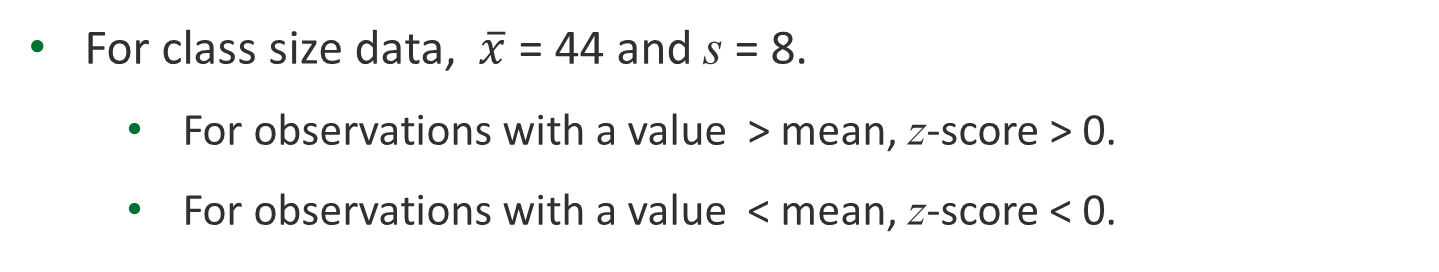 • For class size data, x̄ = 44 and s = 8.
• For observations with a value > mean, z-score > 0.
• For observations with a value < mean, z-score < 0.